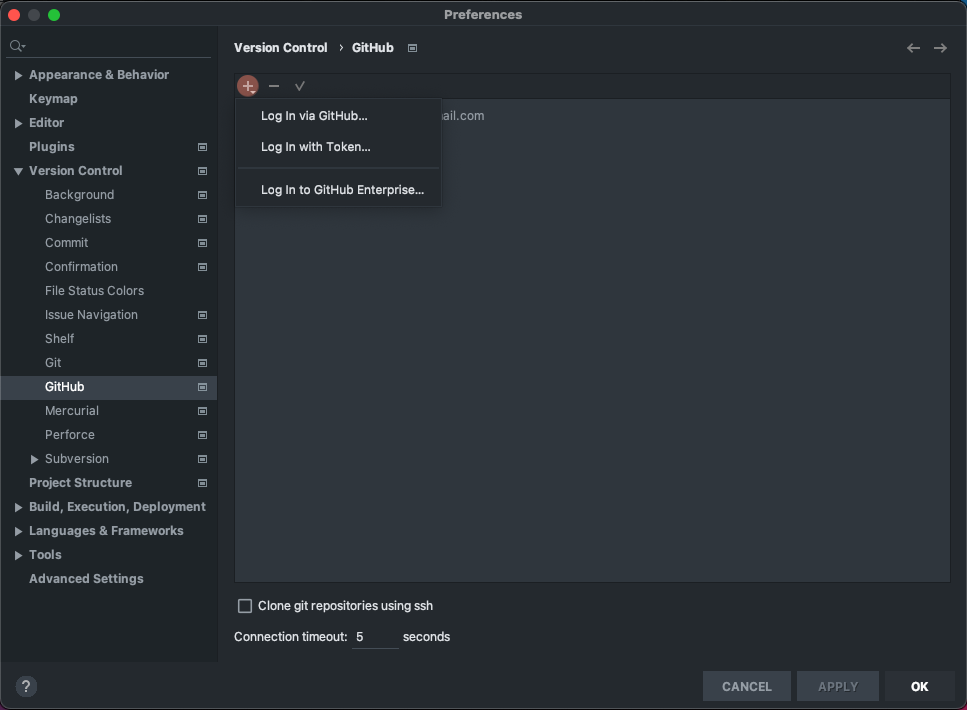 Preferences
Version Control › GitHub
Appearance & Behavior
Keymap
Editor
Plugins
Version Control
Background
Changelists
Commit
Confirmation
File Status Colors
Issue Navigation
Shelf
Git
GitHub
Mercurial
Perforce
Subversion
Project Structure
Build, Execution, Deployment
Languages & Frameworks
Tools
Advanced Settings
Log In via GitHub...
ail.com
Log In with Token...
Log In to GitHub Enterprise...
Clone git repositories using ssh
Connection timeout: 5 seconds
?
CANCEL
APPLY
OK